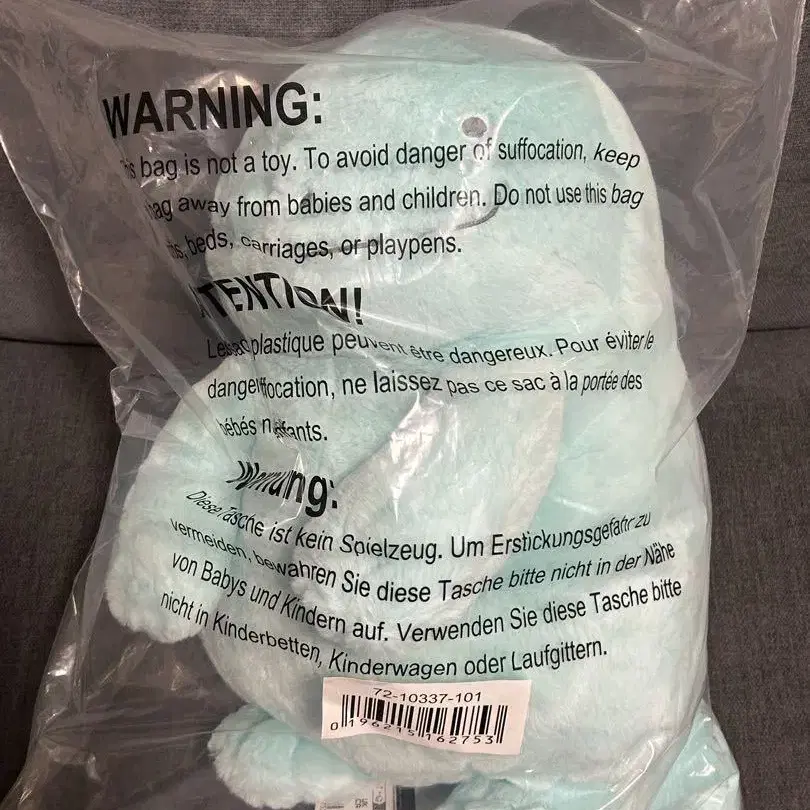 WARNING:
bag is not a toy. To avoid danger of suffocation, keep
bag away from babies and children. Do not use this bag
beds, carriages, or playpens.
ATTENTION!
plastique peuvent être dangereux. Pour éviter le
ne laissez pas ce sac à la portée des
bébés
Warnung:
Diese Tasche ist kein Spielzeug. Um Erstickungsgefahr zu
vermeiden, bewahren Sie diese Tasche bitte nicht in der Nähe
von Babys und Kindern auf. Verwenden Sie diese Tasche bitte
nicht in Kinderbetten, Kinderwagen oder Laufgittern.
72-10337-101
0 196215 162753